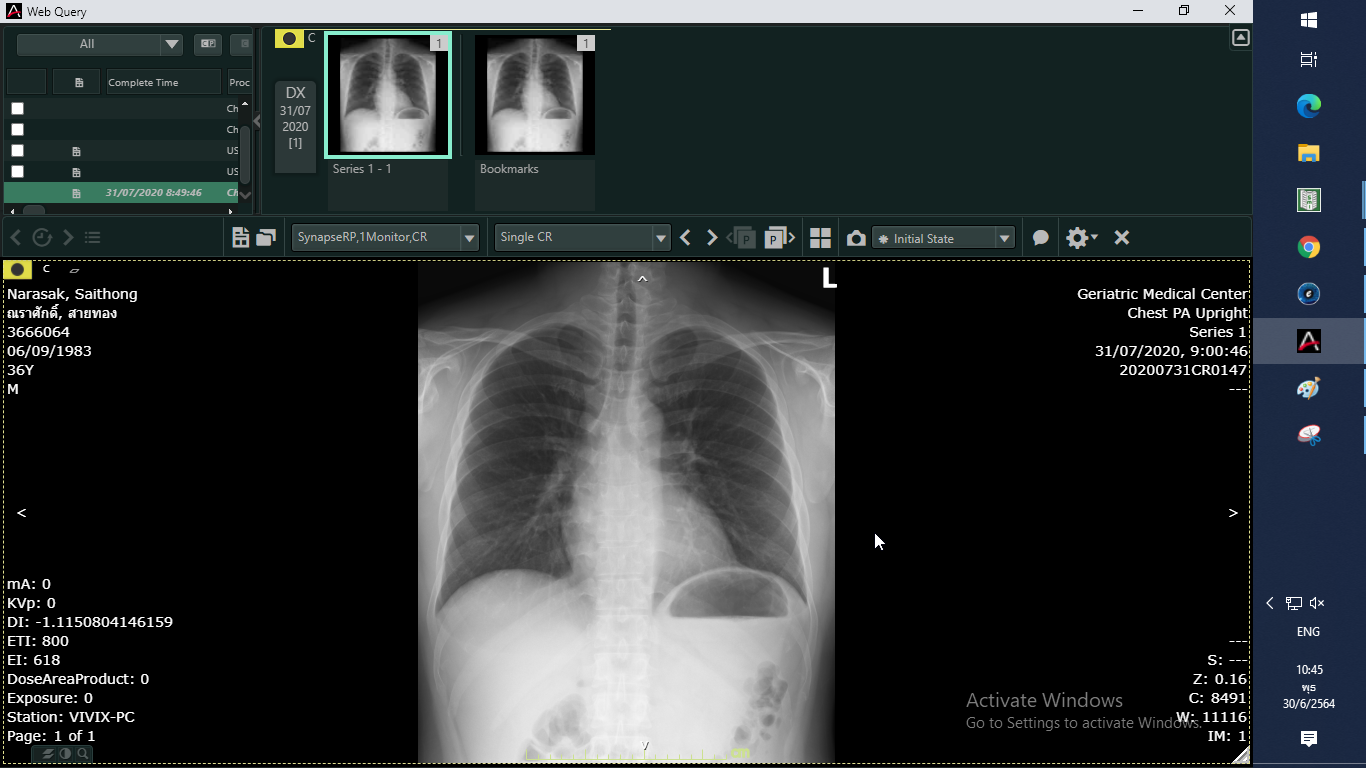 Web Query
All
CR
C
Complete Time
Proc
Ch
Ch
US
US
31/07/2020 8:49:46
Ch
C
DX
31/07
2020
[1]
1
Series 1 - 1
1
Bookmarks
SynapseRP,1Monitor,CR
Single CR
P
P
Initial State
C
Narasak, Saithong
ณราศักดิ์, สายทอง
3666064
06/09/1983
36Y
M
L
Geriatric Medical Center
Chest PA Upright
Series 1
31/07/2020, 9:00:46
20200731CR0147
---
<
>
mA: 0
KVp: 0
DI: -1.1150804146159
ETI: 800
EI: 618
DoseAreaProduct: 0
Exposure: 0
Station: VIVIX-PC
Page: 1 of 1
---
S: ---
Z: 0.16
C: 8491
W: 11116
IM: 1
Activate Windows
Go to Settings to activate Windows.
ENG
10:45
พุธ
30/6/2564